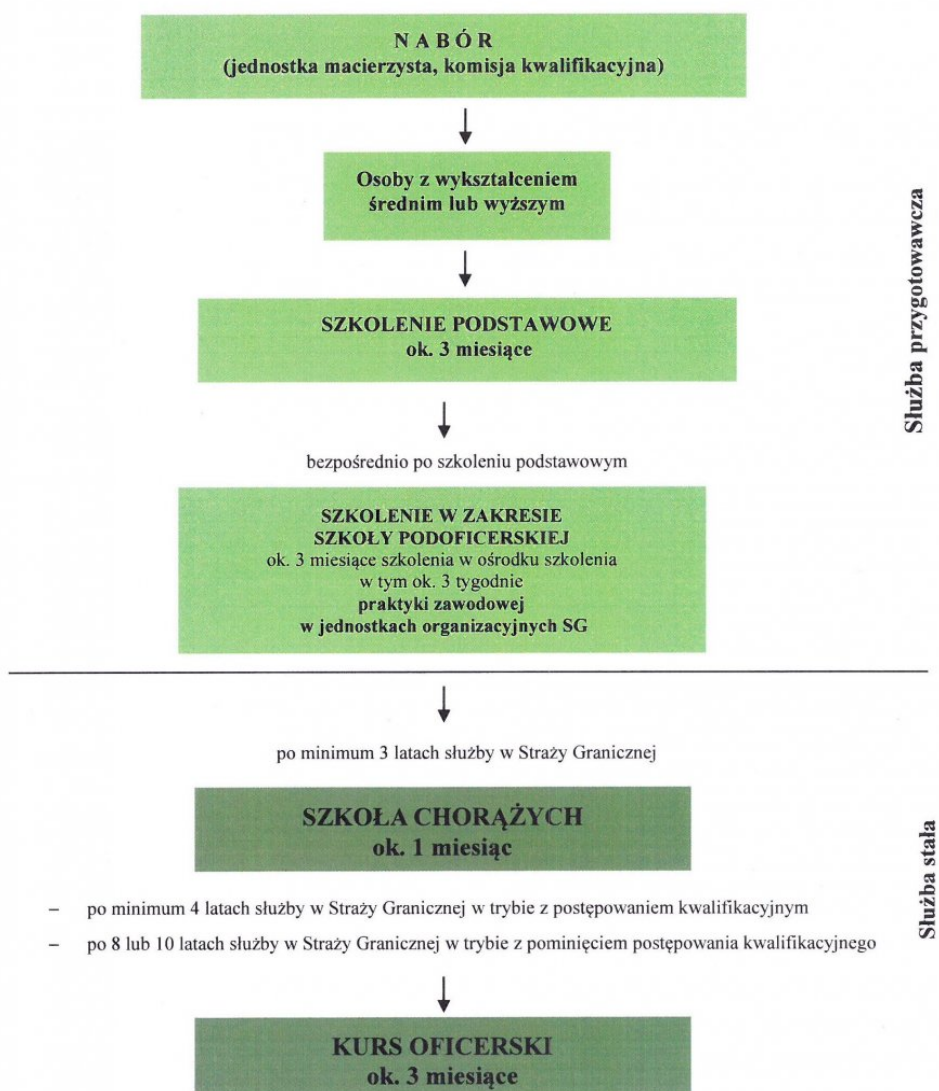 NABÓR
(jednostka macierzysta, komisja kwalifikacyjna)
Osoby z wykształceniem
średnim lub wyższym
SZKOLENIE PODSTAWOWE
ok. 3 miesiące
Służba przygotowawcza
bezpośrednio po szkoleniu podstawowym
SZKOLENIE W ZAKRESIE
SZKOŁY PODOFICERSKIEJ
ok. 3 miesiące szkolenia w ośrodku szkolenia
w tym ok. 3 tygodnie
praktyki zawodowej
w jednostkach organizacyjnych SG
po minimum 3 latach służby w Straży Granicznej
SZKOŁA CHORĄŻYCH
ok. 1 miesiąc
Służba stała
– po minimum 4 latach służby w Straży Granicznej w trybie z postępowaniem kwalifikacyjnym
– po 8 lub 10 latach służby w Straży Granicznej w trybie z pominięciem postępowania kwalifikacyjnego
KURS OFICERSKI
ok. 3 miesiące